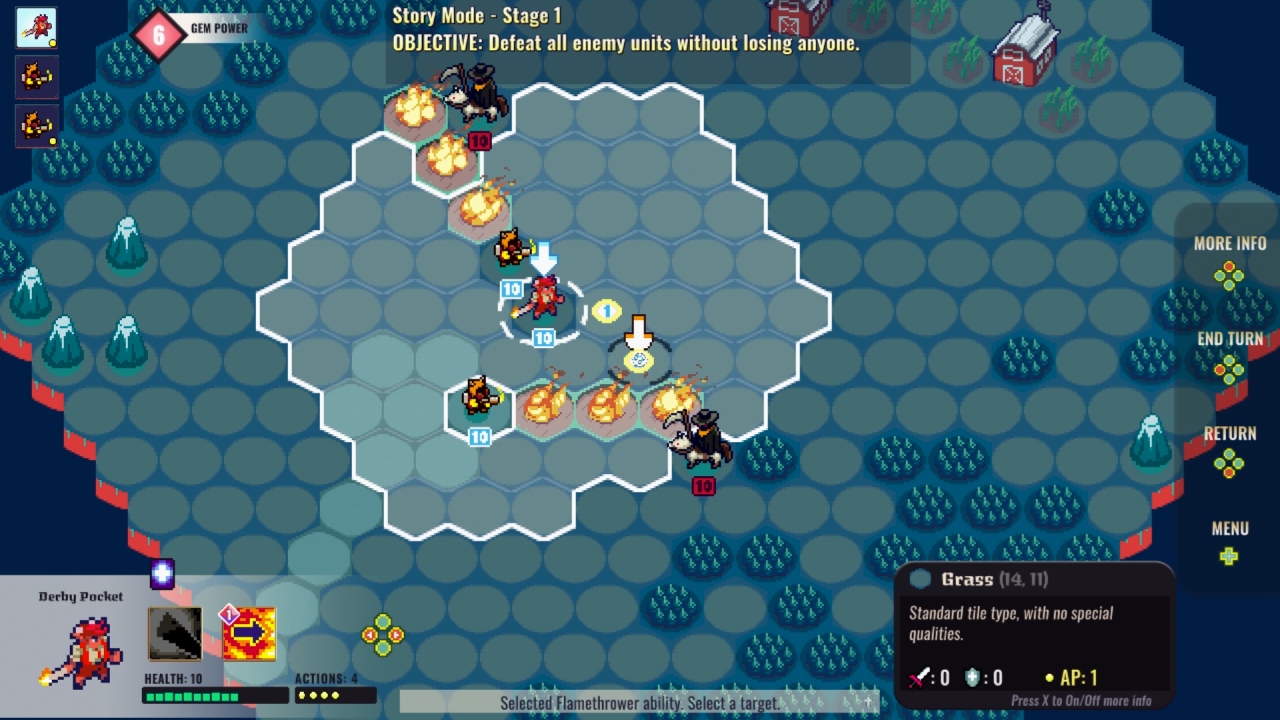 6
GEM POWER
Story Mode - Stage 1
OBJECTIVE: Defeat all enemy units without losing anyone.
10
10
1
10
10
10
MORE INFO
END TURN
RETURN
MENU
Derby Pocket
1
HEALTH: 10
ACTIONS: 4
Selected Flamethrower ability. Select a target.
Grass (14, 11)
Standard tile type, with no special
qualities.
: 0
: 0
AP: 1
Press X to On/Off more info